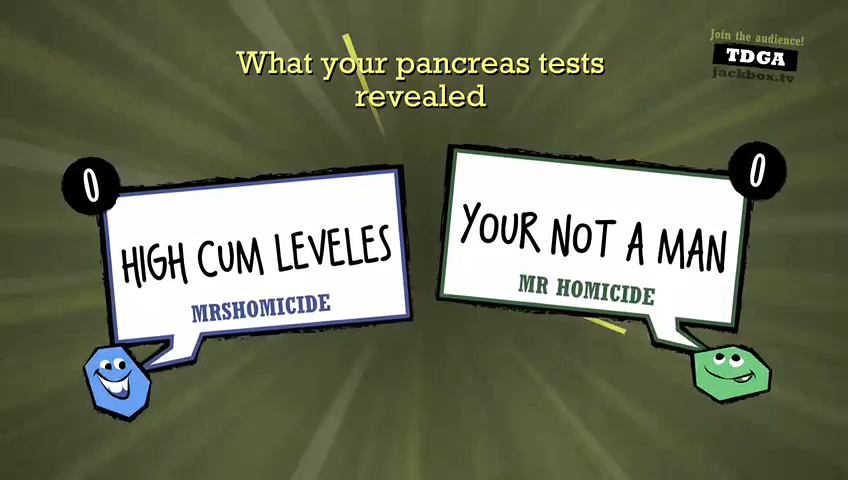 Join the audience!
TDGA
jackbox.tv
What your pancreas tests
revealed
0
HIGH CUM LEVELES
MRSHOMICIDE
0
YOUR NOT A MAN
MR HOMICIDE